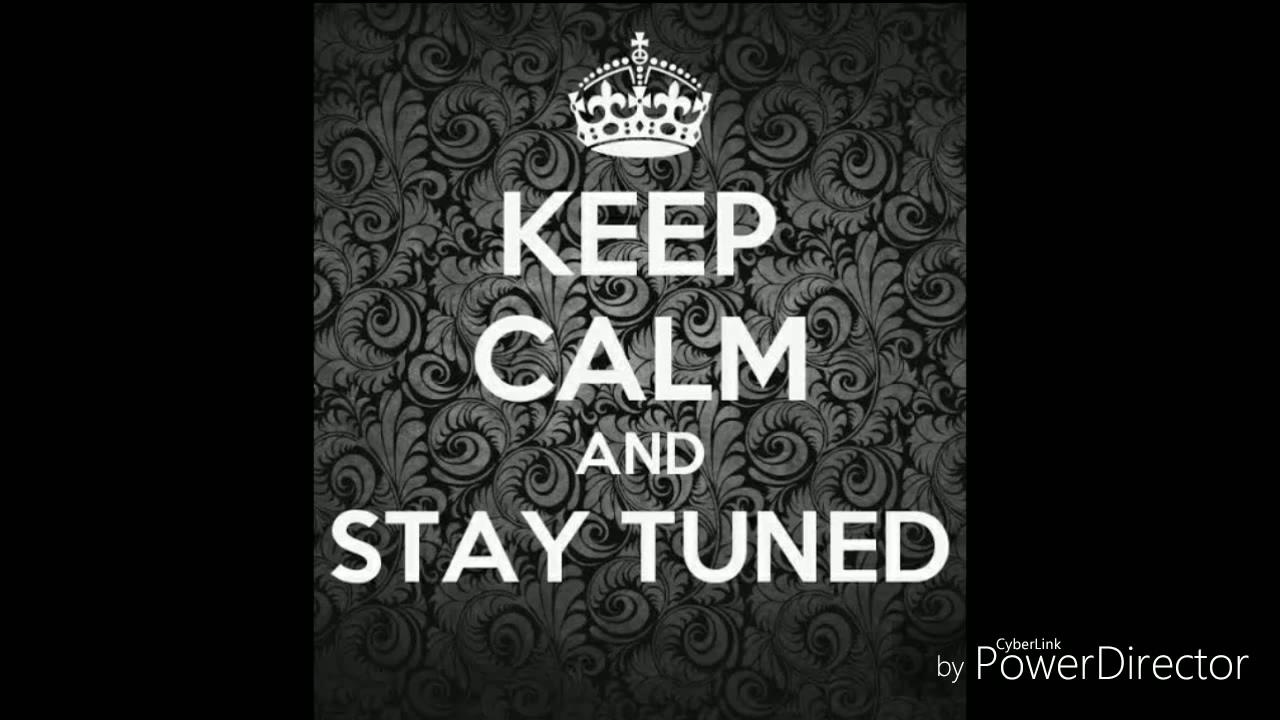 KEEP
CALM
AND
STAY TUNED
CyberLink
by PowerDirector